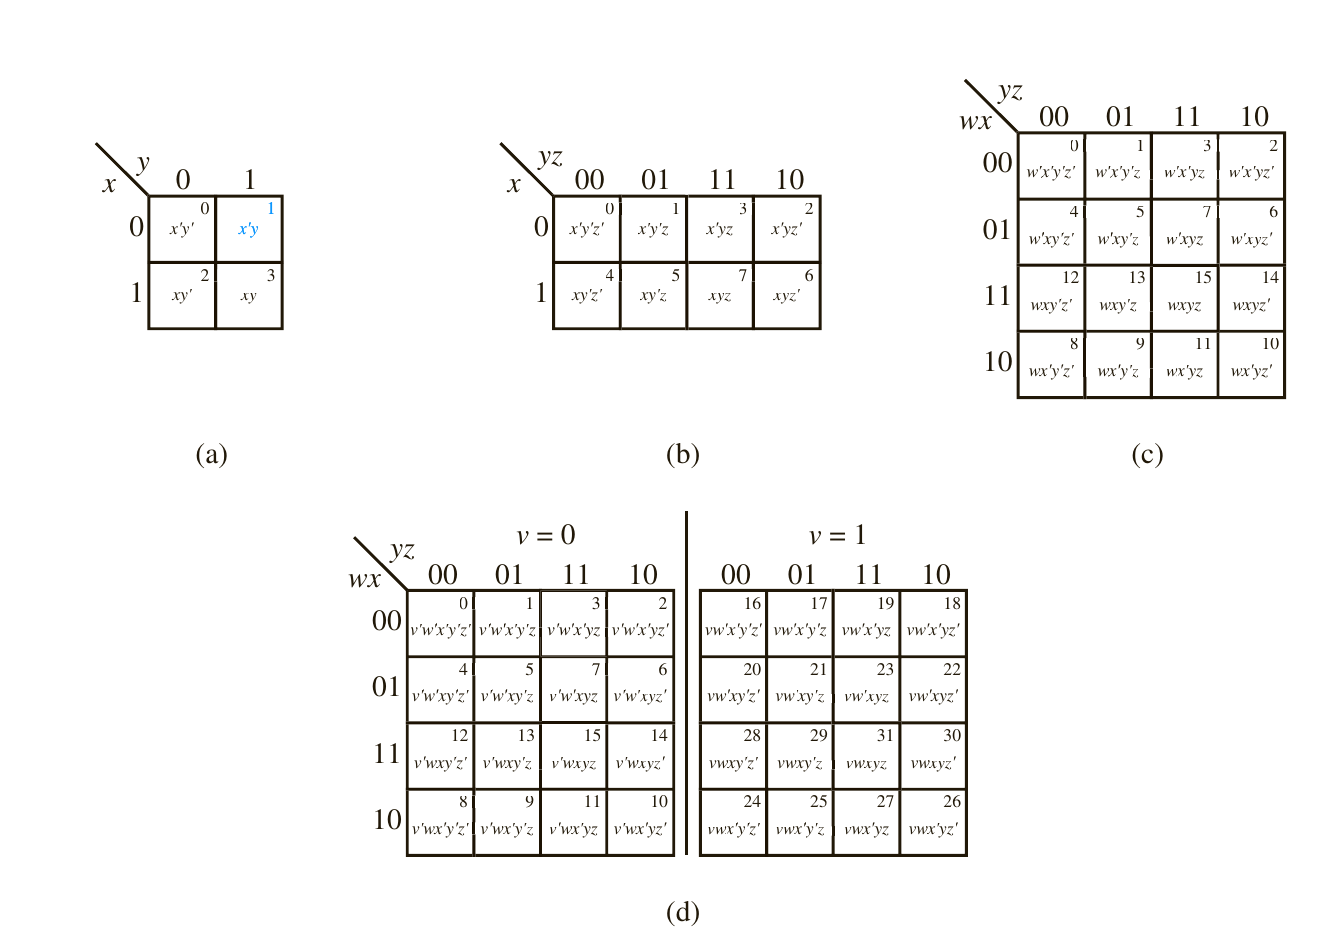 y
x
0 1
0
0 1
x'y' x'y
1
2 3
xy' xy
(a)
yz
x
00 01 11 10
0
0 1 3 2
x'y'z' x'y'z x'yz x'yz'
1
4 5 7 6
xy'z' xy'z xyz xyz'
(b)
yz
wx
00 01 11 10
00
0 1 3 2
w'x'y'z' w'x'y'z w'x'yz w'x'yz'
01
4 5 7 6
w'xy'z' w'xy'z w'xyz w'xyz'
11
12 13 15 14
wxy'z' wxy'z wxyz wxyz'
10
8 9 11 10
wx'y'z' wx'y'z wx'yz wx'yz'
(c)
v = 0 v = 1
yz
wx
00 01 11 10 00 01 11 10
00
0 1 3 2 16 17 19 18
v'w'x'y'z' v'w'x'y'z v'w'x'yz v'w'x'yz' vw'x'y'z' vw'x'y'z vw'x'yz vw'x'yz'
01
4 5 7 6 20 21 23 22
v'w'xy'z' v'w'xy'z v'w'xyz v'w'xyz' vw'xy'z' vw'xy'z vw'xyz vw'xyz'
11
12 13 15 14 28 29 31 30
v'wxy'z' v'wxy'z v'wxyz v'wxyz' vwxy'z' vwxy'z vwxyz vwxyz'
10
8 9 11 10 24 25 27 26
v'wx'y'z' v'wx'y'z v'wx'yz v'wx'yz' vwx'y'z' vwx'y'z vwx'yz vwx'yz'
(d)